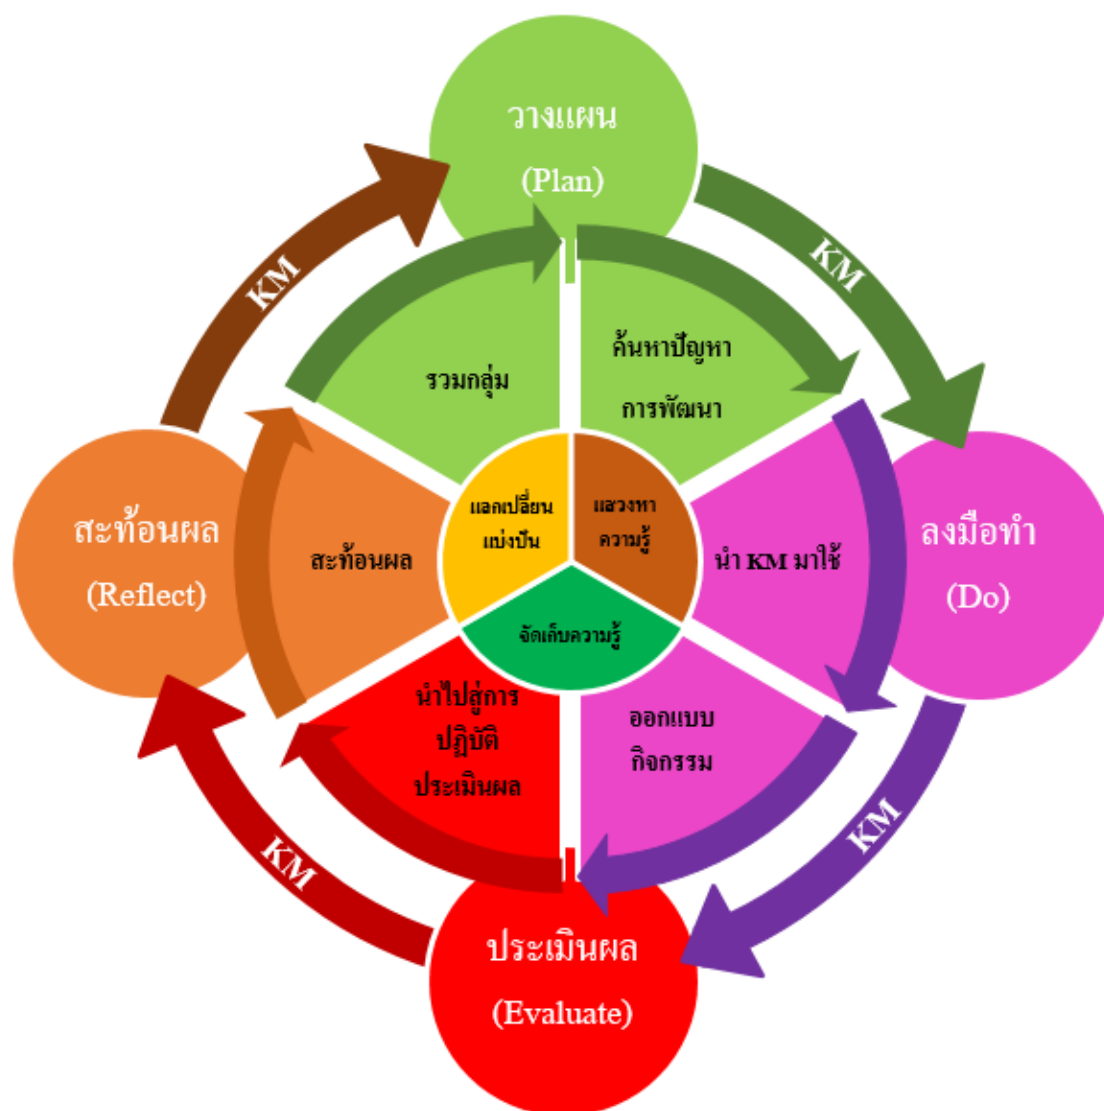 วางแผน
(Plan)
KM
KM
ค้นหาปัญหา
การพัฒนา
รวมกลุ่ม
แลกเปลี่ยน
แบ่งปัน
แสวงหา
ความรู้
สะท้อนผล
(Reflect)
สะท้อนผล
นำ KM มาใช้
ลงมือทำ
(Do)
จัดเก็บความรู้
นำไปสู่การ
ปฏิบัติ
ประเมินผล
ออกแบบ
กิจกรรม
KM
KM
ประเมินผล
(Evaluate)